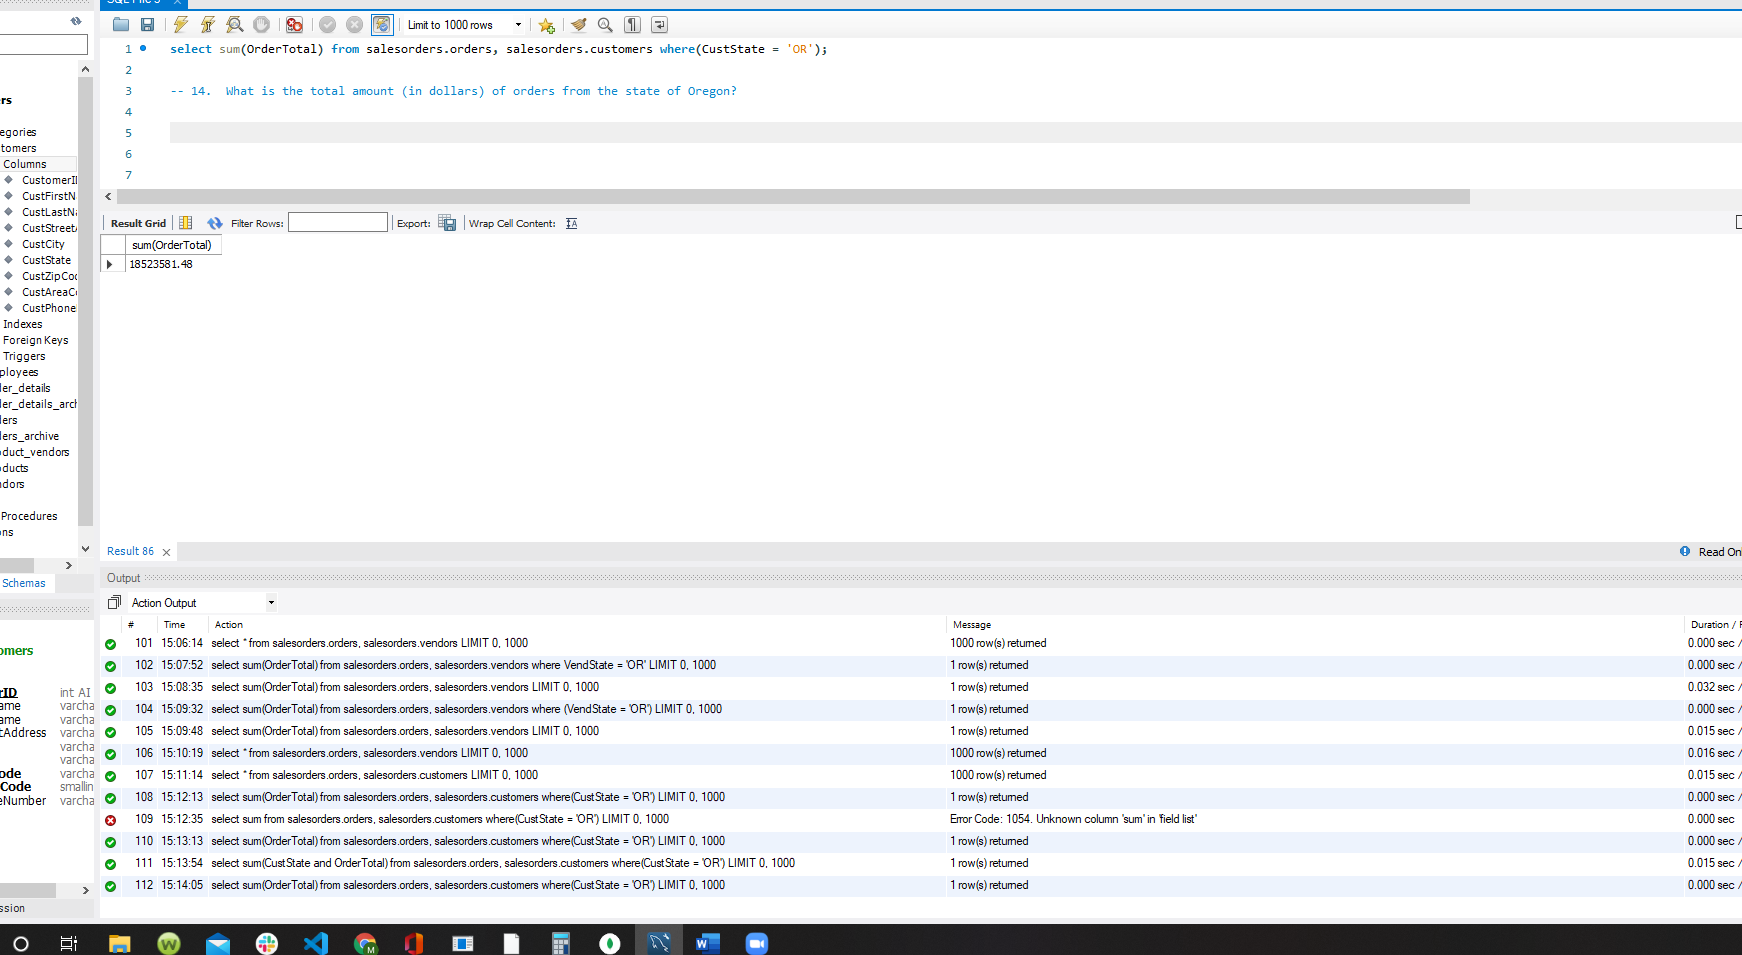 SQL File 5
Limit to 1000 rows
1 select sum(OrderTotal) from salesorders.orders, salesorders.customers where(CustState = 'OR');
2
3 -- 14.  What is the total amount (in dollars) of orders from the state of Oregon?
4
5
6
7
rs
egories
tomers
Columns
CustomerI
CustFirstN
CustLastNa
CustStreetA
CustCity
CustState
CustZipCo
CustAreaC
CustPhone
Indexes
Foreign Keys
Triggers
ployees
der_details
der_details_arch
ders
ders_archive
oduct_vendors
oducts
ndors
Procedures
ons
Schemas
omers
rID int AI
ame varcha
ame varcha
tAddress varcha
varcha
varcha
ode varcha
Code smallin
eNumber varcha
ssion
Result Grid Filter Rows: Export: Wrap Cell Content:
sum(OrderTotal)
18523581.48
Result 86 Read On
Output
Action Output
# Time Action Message Duration / F
101 15:06:14 select * from salesorders.orders, salesorders.vendors LIMIT 0, 1000 1000 row(s) returned 0.000 sec /
102 15:07:52 select sum(OrderTotal) from salesorders.orders, salesorders.vendors where VendState = 'OR' LIMIT 0, 1000 1 row(s) returned 0.000 sec /
103 15:08:35 select sum(OrderTotal) from salesorders.orders, salesorders.vendors LIMIT 0, 1000 1 row(s) returned 0.032 sec /
104 15:09:32 select sum(OrderTotal) from salesorders.orders, salesorders.vendors where (VendState = 'OR') LIMIT 0, 1000 1 row(s) returned 0.000 sec /
105 15:09:48 select sum(OrderTotal) from salesorders.orders, salesorders.vendors LIMIT 0, 1000 1 row(s) returned 0.015 sec /
106 15:10:19 select * from salesorders.orders, salesorders.vendors LIMIT 0, 1000 1000 row(s) returned 0.016 sec /
107 15:11:14 select * from salesorders.orders, salesorders.customers LIMIT 0, 1000 1000 row(s) returned 0.015 sec /
108 15:12:13 select sum(OrderTotal) from salesorders.orders, salesorders.customers where(CustState = 'OR') LIMIT 0, 1000 1 row(s) returned 0.000 sec /
109 15:12:35 select sum from salesorders.orders, salesorders.customers where(CustState = 'OR') LIMIT 0, 1000 Error Code: 1054. Unknown column 'sum' in 'field list' 0.000 sec
110 15:13:13 select sum(OrderTotal) from salesorders.orders, salesorders.customers where(CustState = 'OR') LIMIT 0, 1000 1 row(s) returned 0.000 sec /
111 15:13:54 select sum(CustState and OrderTotal) from salesorders.orders, salesorders.customers where(CustState = 'OR') LIMIT 0, 1000 1 row(s) returned 0.015 sec /
112 15:14:05 select sum(OrderTotal) from salesorders.orders, salesorders.customers where(CustState = 'OR') LIMIT 0, 1000 1 row(s) returned 0.000 sec /